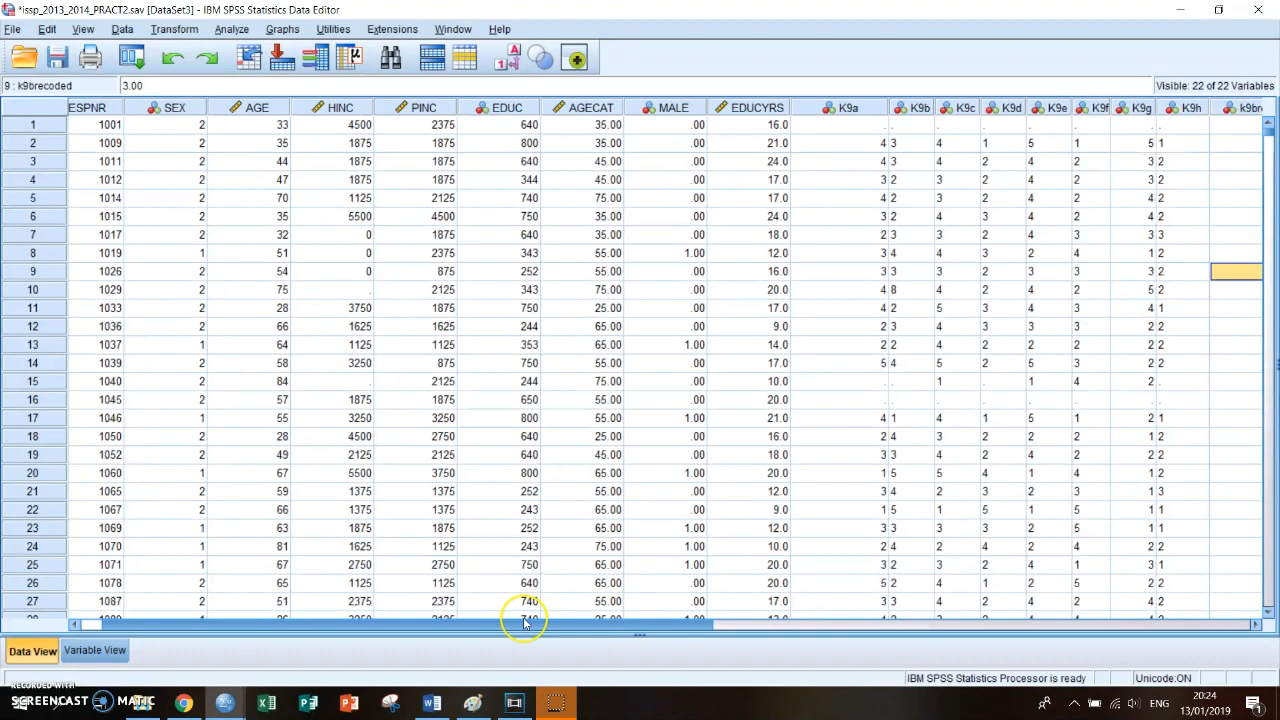 *issp_2013_2014_PRACT2.sav [DataSet3] - IBM SPSS Statistics Data Editor
File Edit View Data Transform Analyze Graphs Utilities Extensions Window Help
9 : k9brecoded 3.00 Visible: 22 of 22 Variables
ESPNR SEX AGE HINC PINC EDUC AGECAT MALE EDUCYRS K9a K9b K9c K9d K9e K9f K9g K9h k9bre
1 1001 2 33 4500 2375 640 35.00 .00 16.0 . . . . . . . .
2 1009 2 35 1875 1875 800 35.00 .00 21.0 4 3 4 1 5 1 5 1
3 1011 2 44 1875 1875 640 45.00 .00 24.0 4 3 4 2 4 2 3 2
4 1012 2 47 1875 1875 344 45.00 .00 17.0 3 2 3 2 4 2 3 2
5 1014 2 70 1125 2125 740 75.00 .00 17.0 4 2 3 2 4 2 4 2
6 1015 2 35 5500 4500 750 35.00 .00 24.0 3 2 4 3 4 2 4 2
7 1017 2 32 0 1875 640 35.00 .00 18.0 2 3 4 2 4 3 3 2
8 1019 1 51 0 2375 343 55.00 1.00 12.0 3 4 4 3 2 4 1 2
9 1026 2 54 0 875 252 55.00 .00 16.0 3 3 3 2 3 3 3 2
10 1029 2 75 . 2125 343 75.00 .00 20.0 4 8 4 2 4 2 5 2
11 1033 2 28 3750 1875 750 25.00 .00 17.0 4 2 5 3 4 3 4 1
12 1036 2 66 1625 1625 244 65.00 .00 9.0 2 3 4 3 3 3 2 2
13 1037 1 64 1125 1125 353 65.00 1.00 14.0 2 2 4 2 2 2 2 2
14 1039 2 58 3250 875 750 55.00 .00 17.0 5 4 5 2 5 3 2 2
15 1040 2 84 . 2125 244 75.00 .00 10.0 . . 1 . 1 4 2 .
16 1045 2 57 1875 1875 650 55.00 .00 20.0 . . . . . . . .
17 1046 1 55 3250 3250 800 55.00 1.00 21.0 4 1 4 1 5 1 2 1
18 1050 2 28 4500 2750 640 25.00 .00 16.0 2 4 3 2 2 2 1 2
19 1052 2 49 2125 2125 640 45.00 .00 18.0 3 3 4 2 4 2 2 2
20 1060 1 67 5500 3750 800 65.00 1.00 20.0 1 5 5 4 1 4 1 2
21 1065 2 59 1375 1375 252 55.00 .00 12.0 3 4 2 3 2 3 1 3
22 1067 2 66 1375 1375 243 65.00 .00 9.0 1 5 1 5 1 5 1 2
23 1069 1 63 1875 1875 252 65.00 1.00 12.0 3 3 3 3 2 5 1 1
24 1070 1 81 1625 1125 243 75.00 1.00 10.0 2 4 2 4 2 4 2 2
25 1071 1 67 2750 2750 750 65.00 1.00 20.0 3 2 3 2 4 1 3 1
26 1078 2 65 1125 1125 640 65.00 .00 20.0 5 2 4 1 2 5 2 2
27 1087 2 51 2375 2375 740 55.00 .00 17.0 3 3 4 2 4 2 4 2
Data View Variable View
IBM SPSS Statistics Processor is ready Unicode:ON
RECORDED WITH
SCREENCAST MATIC
ENG
20:24
13/01/2019